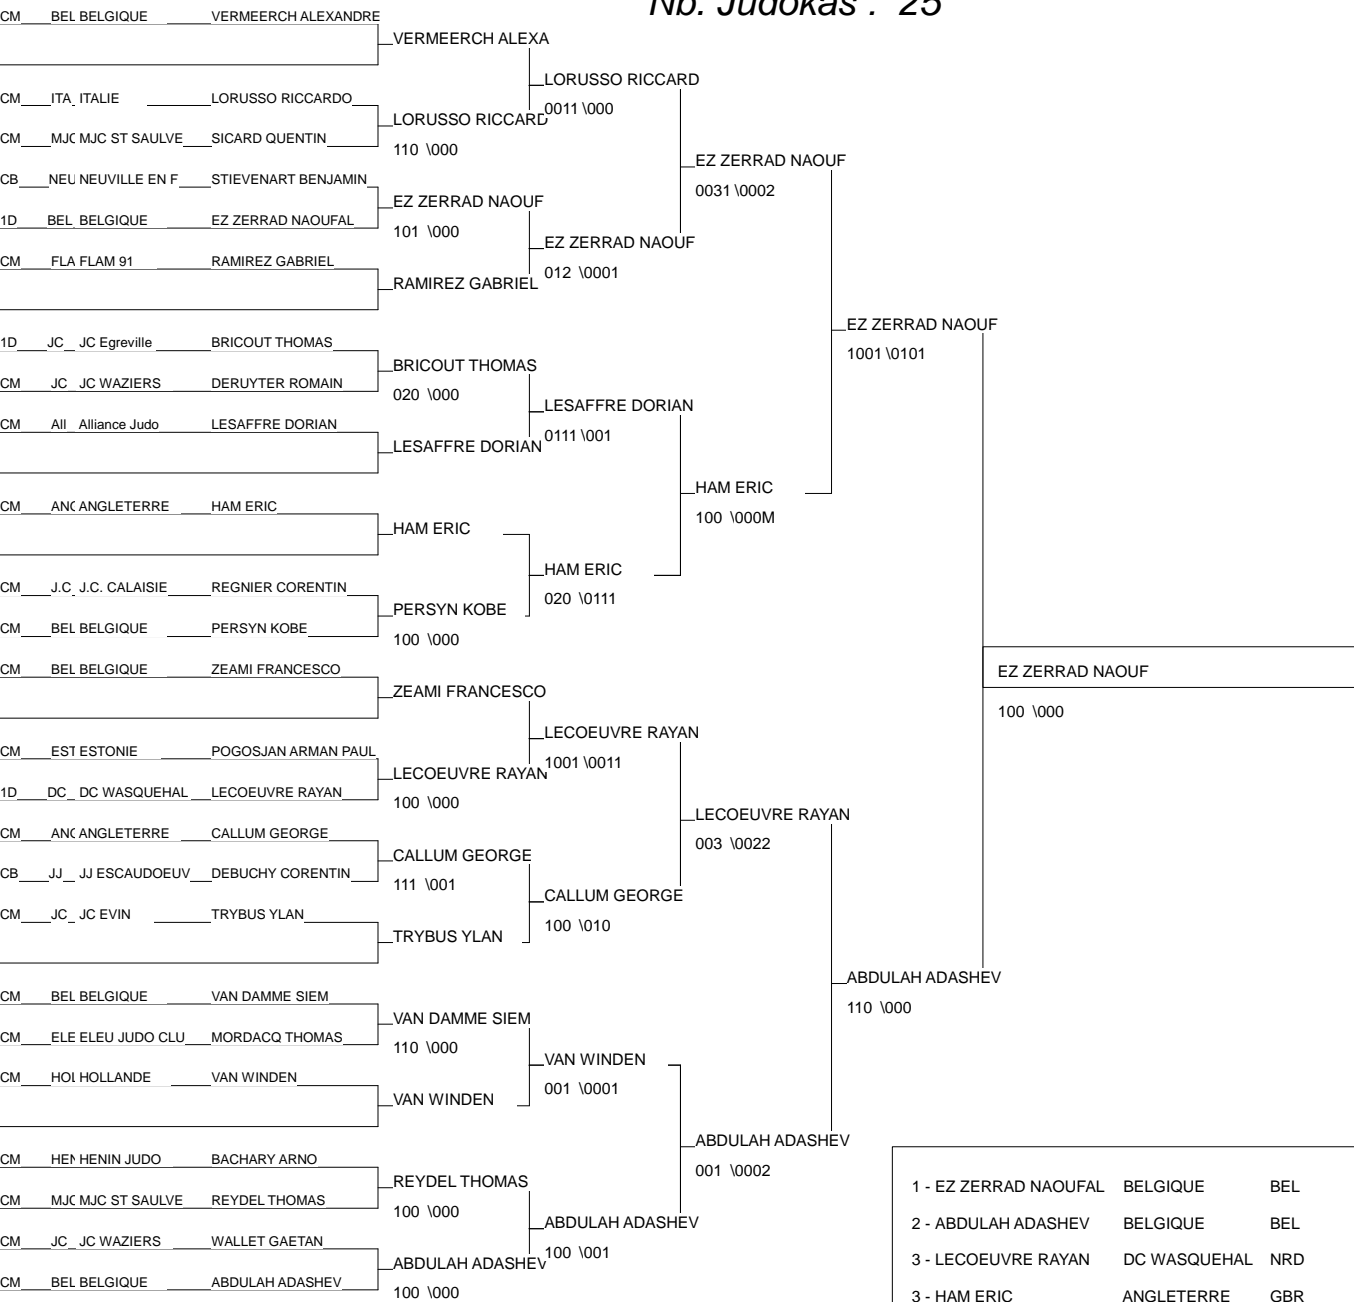 Nb. Judokas : 25
CM BEL BELGIQUE VERMEERCH ALEXANDRE
VERMEERCH ALEXA
LORUSSO RICCARD
0011 \000
CM ITA ITALIE LORUSSO RICCARDO
LORUSSO RICCARD
110 \000
CM MJC MJC ST SAULVE SICARD QUENTIN
EZ ZERRAD NAOUF
0031 \0002
CB NEU NEUVILLE EN F STIEVENART BENJAMIN
EZ ZERRAD NAOUF
101 \000
1D BEL BELGIQUE EZ ZERRAD NAOUFAL
EZ ZERRAD NAOUF
012 \0001
CM FLA FLAM 91 RAMIREZ GABRIEL
RAMIREZ GABRIEL
EZ ZERRAD NAOUF
1001 \0101
1D JC JC Egreville BRICOUT THOMAS
BRICOUT THOMAS
020 \000
CM JC JC WAZIERS DERUYTER ROMAIN
LESAFFRE DORIAN
0111 \001
CM All Alliance Judo LESAFFRE DORIAN
LESAFFRE DORIAN
HAM ERIC
100 \000M
CM ANG ANGLETERRE HAM ERIC
HAM ERIC
HAM ERIC
020 \0111
CM J.C J.C. CALAISIE REGNIER CORENTIN
PERSYN KOBE
100 \000
CM BEL BELGIQUE PERSYN KOBE
EZ ZERRAD NAOUF
100 \000
CM BEL BELGIQUE ZEAMI FRANCESCO
ZEAMI FRANCESCO
LECOEUVRE RAYAN
1001 \0011
CM EST ESTONIE POGOSJAN ARMAN PAUL
LECOEUVRE RAYAN
100 \000
1D DC DC WASQUEHAL LECOEUVRE RAYAN
LECOEUVRE RAYAN
003 \0022
CM ANG ANGLETERRE CALLUM GEORGE
CALLUM GEORGE
111 \001
CB JJ JJ ESCAUDOEUV DEBUCHY CORENTIN
CALLUM GEORGE
100 \010
CM JC JC EVIN TRYBUS YLAN
TRYBUS YLAN
ABDULAH ADASHEV
110 \000
CM BEL BELGIQUE VAN DAMME SIEM
VAN DAMME SIEM
110 \000
CM ELE ELEU JUDO CLU MORDACQ THOMAS
VAN WINDEN
001 \0001
CM HOL HOLLANDE VAN WINDEN
VAN WINDEN
ABDULAH ADASHEV
001 \0002
CM HEN HENIN JUDO BACHARY ARNO
REYDEL THOMAS
100 \000
CM MJC MJC ST SAULVE REYDEL THOMAS
ABDULAH ADASHEV
100 \001
CM JC JC WAZIERS WALLET GAETAN
ABDULAH ADASHEV
100 \000
CM BEL BELGIQUE ABDULAH ADASHEV
1 - EZ ZERRAD NAOUFAL BELGIQUE BEL
2 - ABDULAH ADASHEV BELGIQUE BEL
3 - LECOEUVRE RAYAN DC WASQUEHAL NRD
3 - HAM ERIC ANGLETERRE GBR